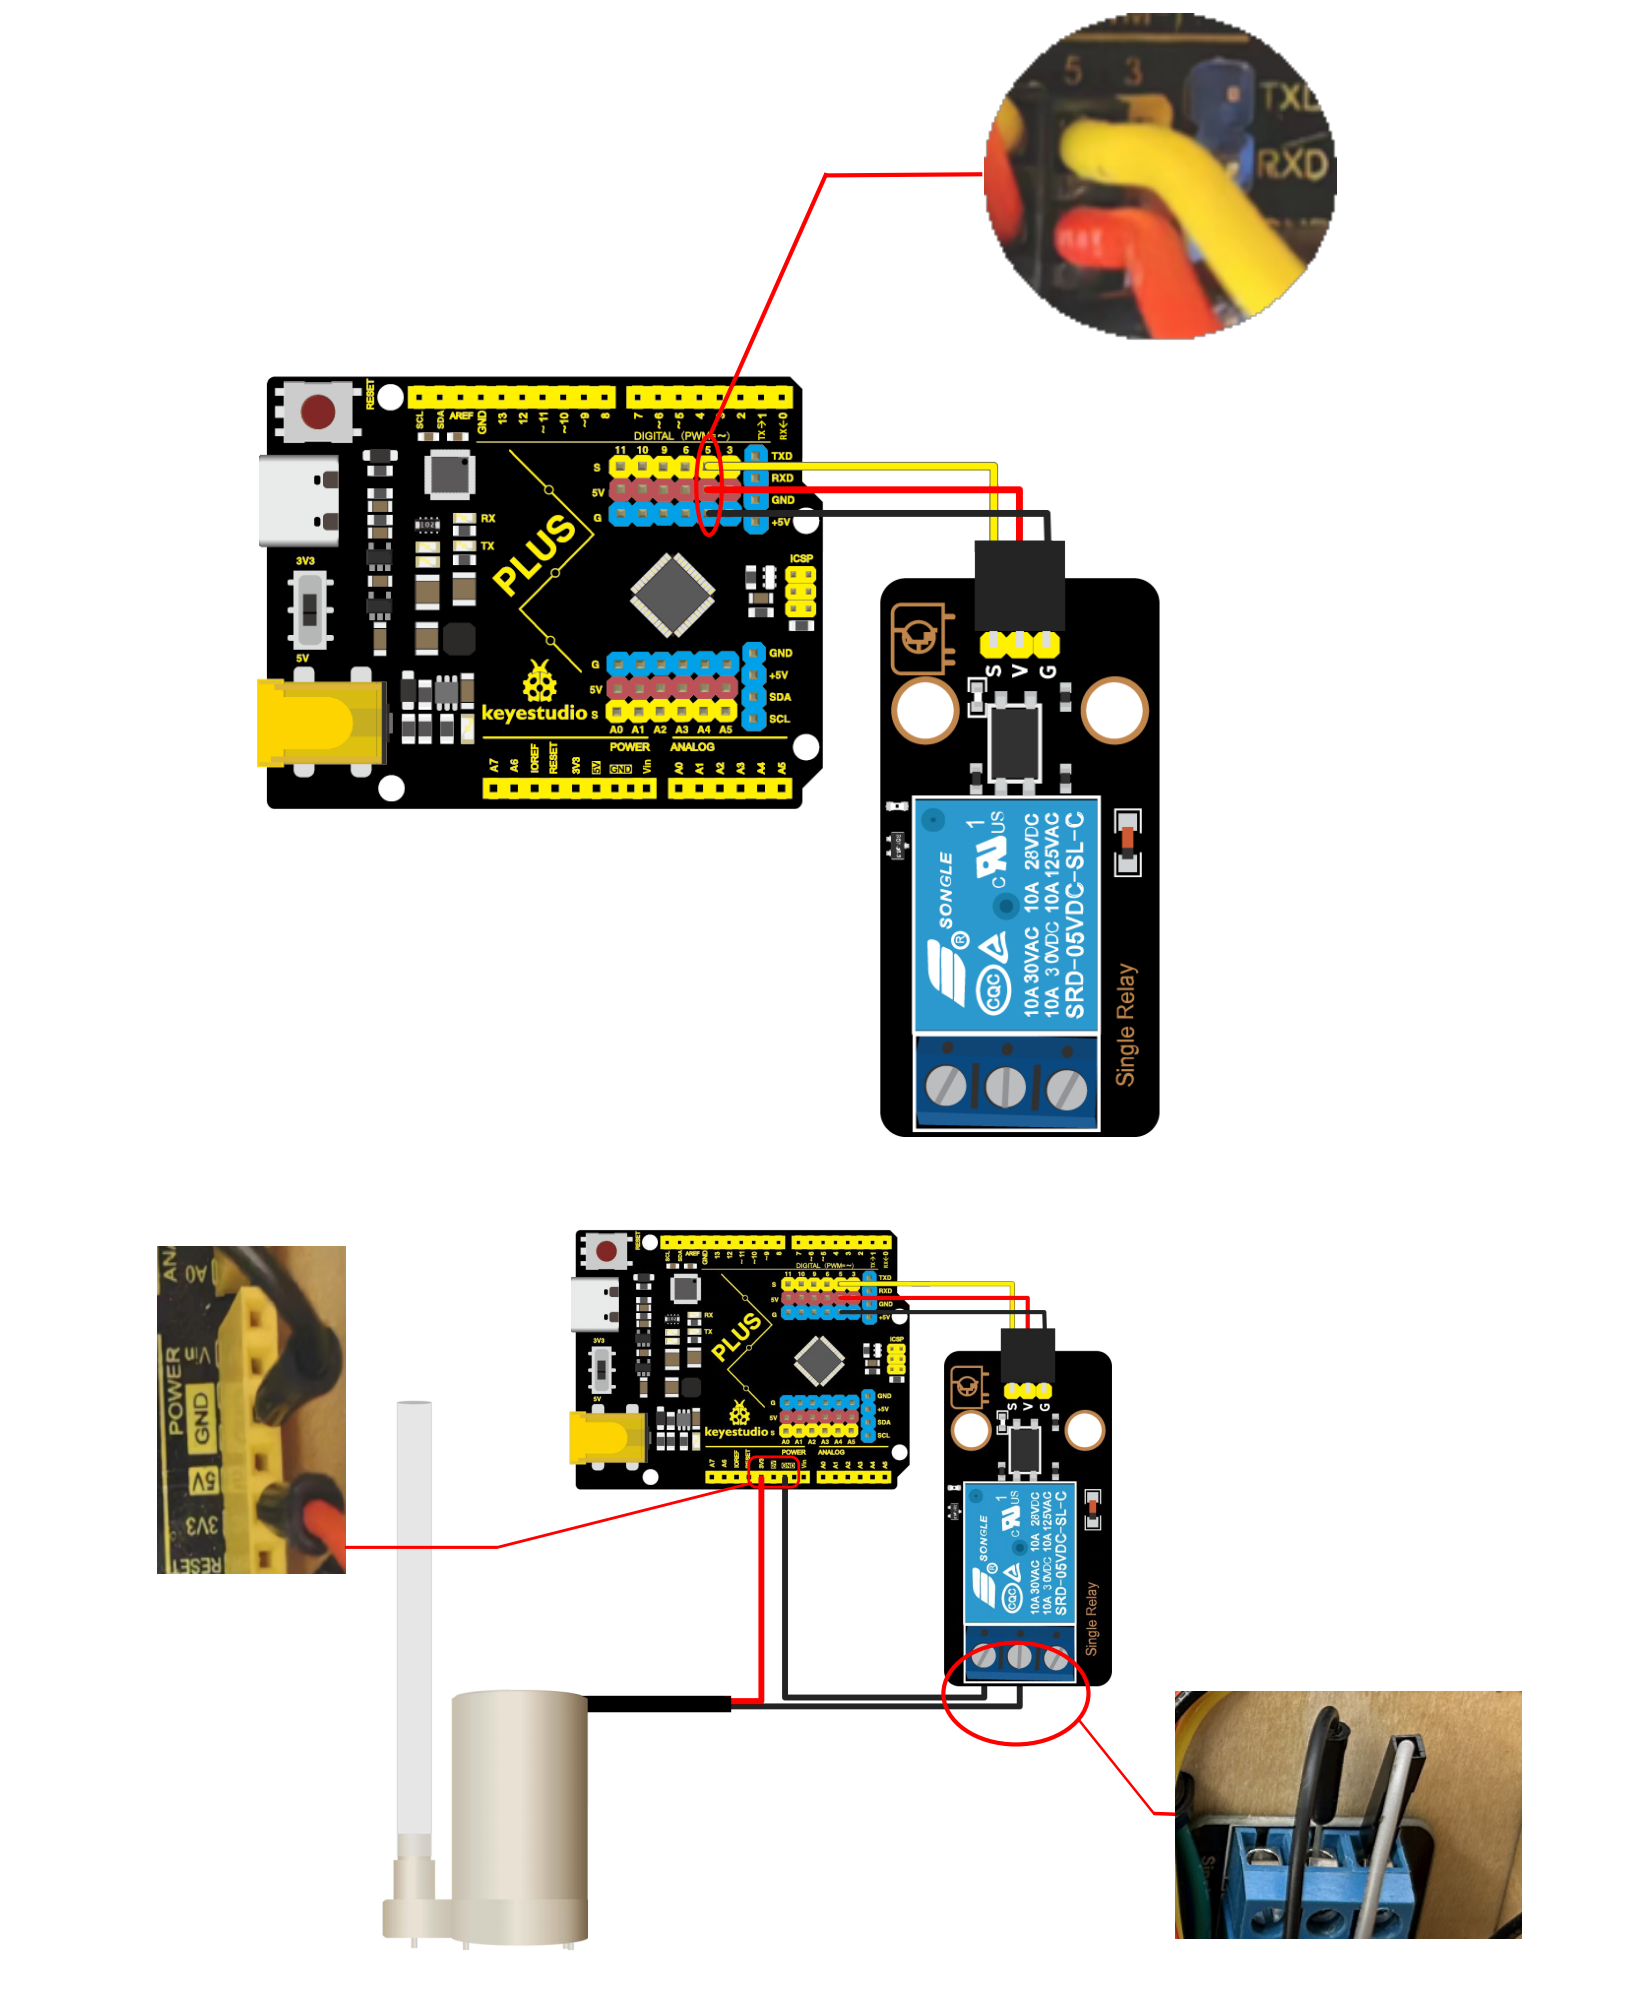 5 3
TXD
RXD
RESET
SCL SDA AREF GND 13 12 ~11 ~10 ~9 8 7 ~6 ~5 4 3 2 TX→1 RX←0
DIGITAL (PWM=~)
11 10 9 6 5 3
S
5V
G
TXD
RXD
GND
+5V
RX
TX
3V3
5V
PLUS
ICSP
G
5V
S
GND
+5V
SDA
SCL
keyestudio
A0 A1 A2 A3 A4 A5
POWER ANALOG
A7 A6 IOREF RESET 3V3 5V GND Vin A0 A1 A2 A3 A4 A5
S V G
SONGLE
®
c US 1
CQC
10A 30VAC 10A 28VDC
10A 3 0VDC 10A 125VAC
SRD-05VDC-SL-C
Single Relay
RESET
SCL SDA AREF GND 13 12 ~11 ~10 ~9 8 7 ~6 ~5 4 3 2 TX→1 RX←0
DIGITAL (PWM=~)
11 10 9 6 5 3
S
5V
G
TXD
RXD
GND
+5V
RX
TX
3V3
5V
PLUS
ICSP
G
5V
S
GND
+5V
SDA
SCL
keyestudio
A0 A1 A2 A3 A4 A5
POWER ANALOG
A7 A6 IOREF RESET 3V3 5V GND Vin A0 A1 A2 A3 A4 A5
ANA
A0
POWER
Vin
GND
5V
3V3
RESET
S V G
SONGLE
®
c US 1
CQC
10A 30VAC 10A 28VDC
10A 3 0VDC 10A 125VAC
SRD-05VDC-SL-C
Single Relay